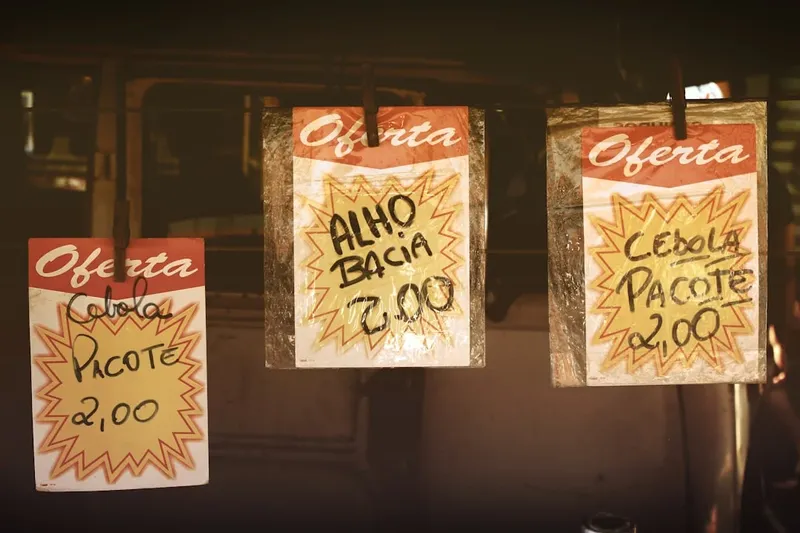 Oferta
Cebola
PACOTE
2,00
Oferta
ALHO
BACIA
2,00
Oferta
CEBOLA
PACOTE
2,00